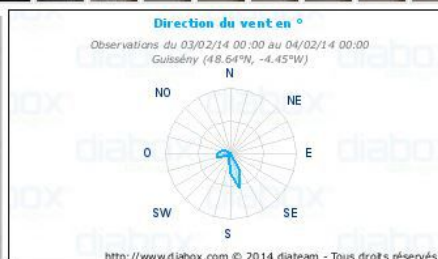 Direction du vent en °
Observations du 03/02/14 00:00 au 04/02/14 00:00
Guissény (48.64°N, -4.45°W)
N
NO
NE
O
E
SW
SE
S
http://www.diabox.com © 2014 diateam - Tous droits réservés